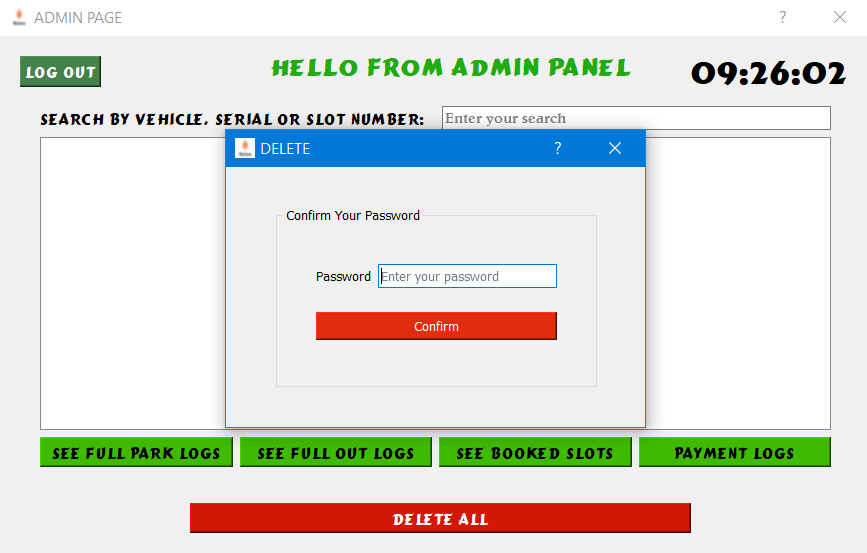 ADMIN PAGE
?
LOG OUT
HELLO FROM ADMIN PANEL
09:26:02
SEARCH BY VEHICLE, SERIAL OR SLOT NUMBER:
Enter your search
DELETE
?
Confirm Your Password
Password
Enter your password
Confirm
SEE FULL PARK LOGS
SEE FULL OUT LOGS
SEE BOOKED SLOTS
PAYMENT LOGS
DELETE ALL